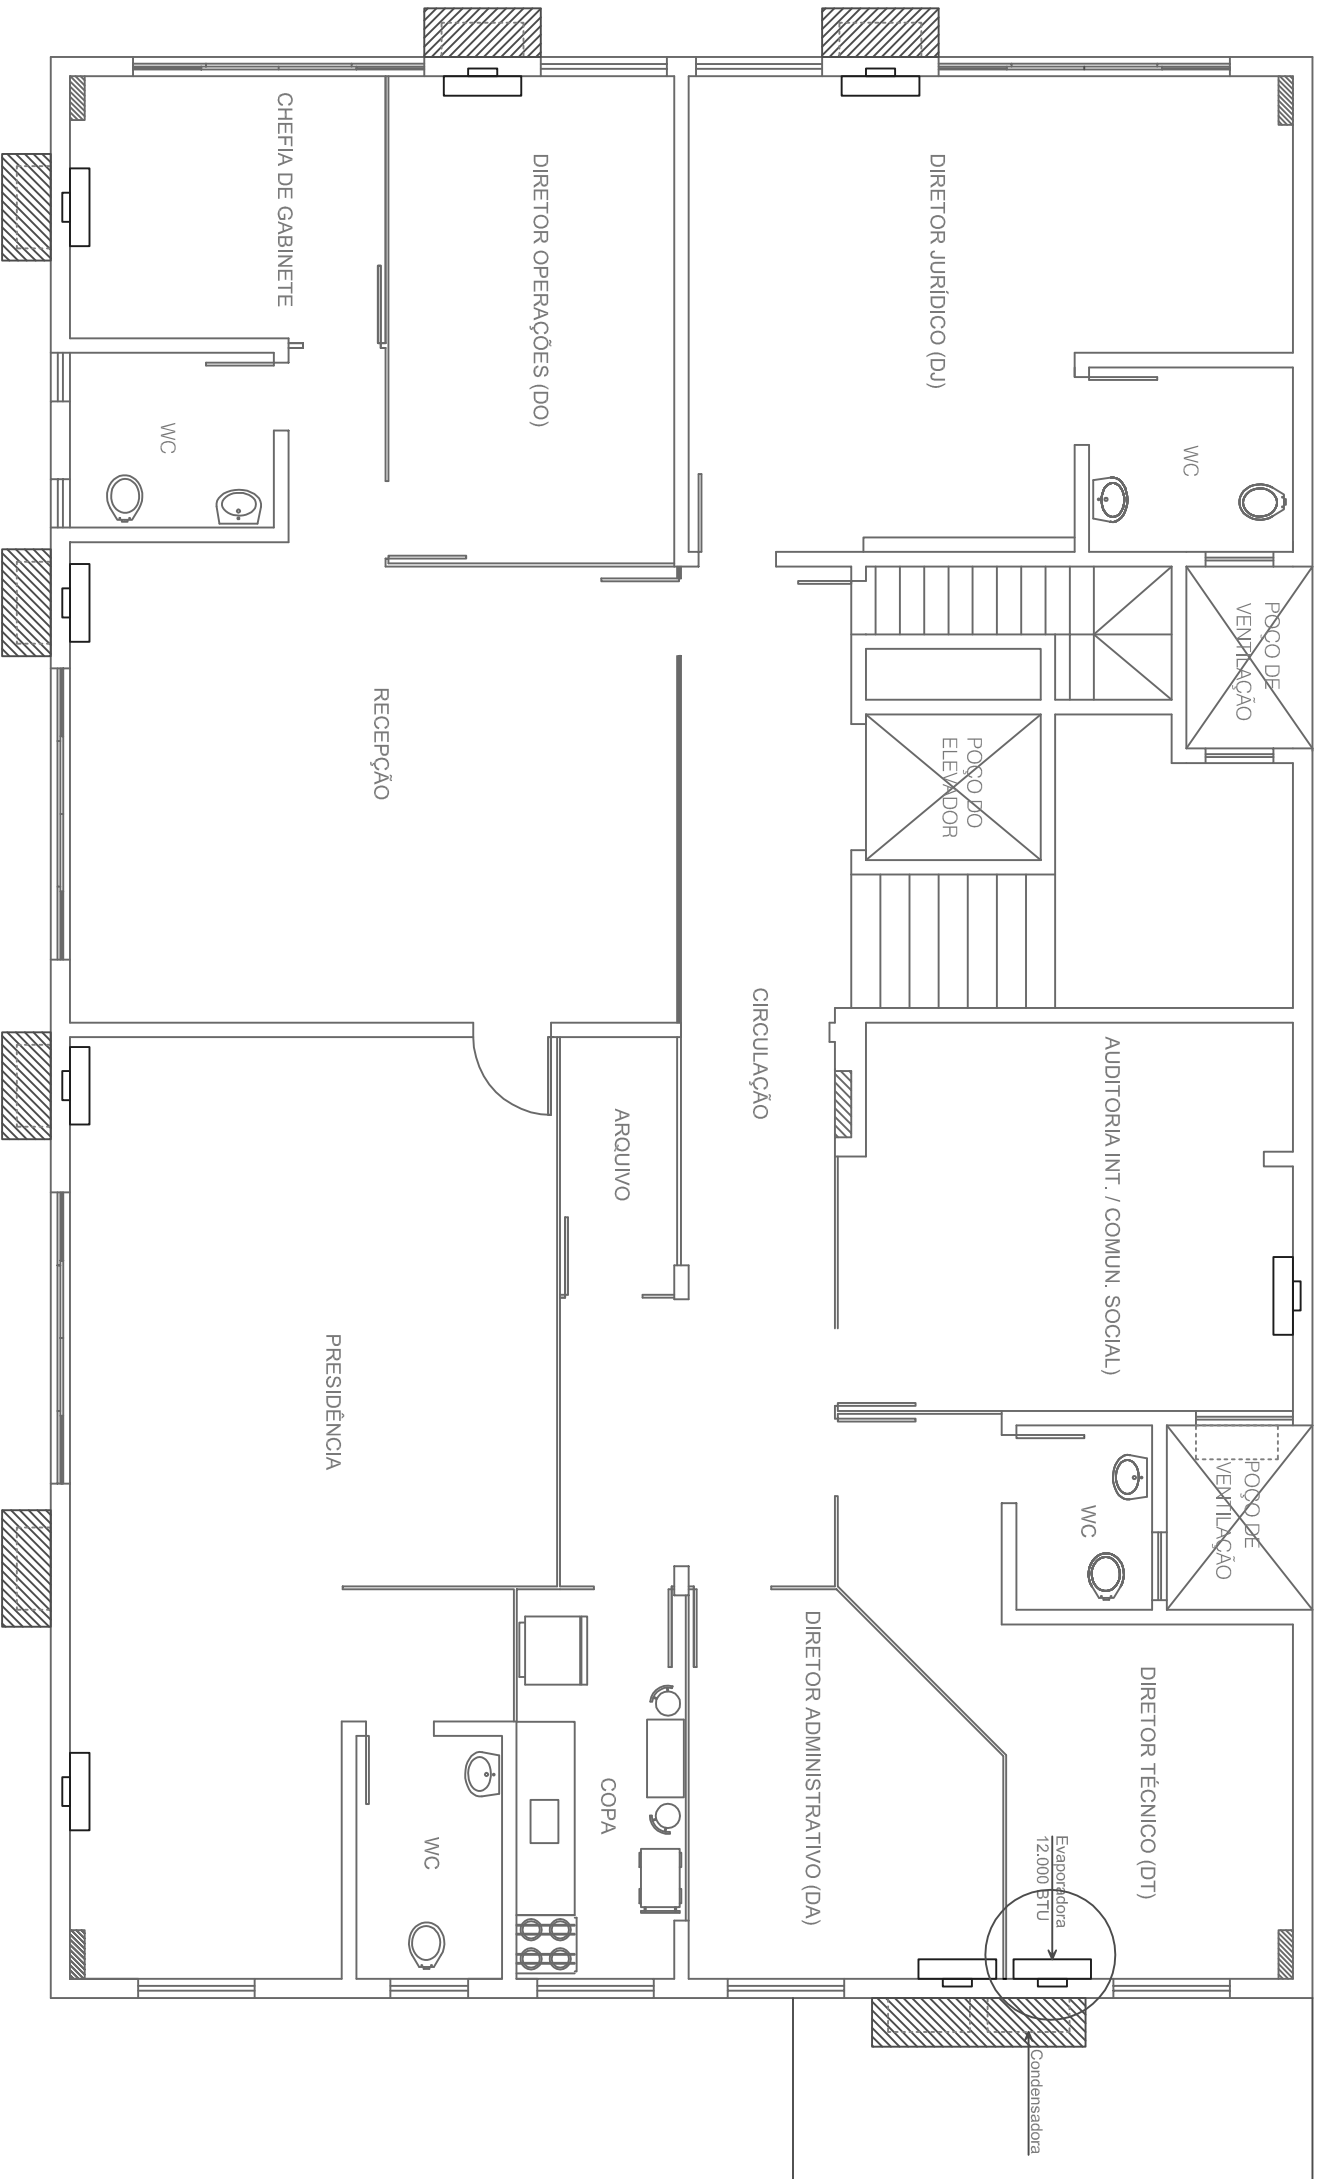 CHEFIA DE GABINETE
DIRETOR OPERAÇÕES (DO)
DIRETOR JURÍDICO (DJ)
WC
WC
POÇO DE
VENTILAÇÃO
RECEPÇÃO
POÇO DO
ELEVADOR
CIRCULAÇÃO
AUDITORIA INT. / COMUN. SOCIAL)
ARQUIVO
PRESIDÊNCIA
POÇO DE
VENTILAÇÃO
WC
DIRETOR ADMINISTRATIVO (DA)
DIRETOR TÉCNICO (DT)
COPA
WC
Evaporadora
12.000 BTU
Condensadora